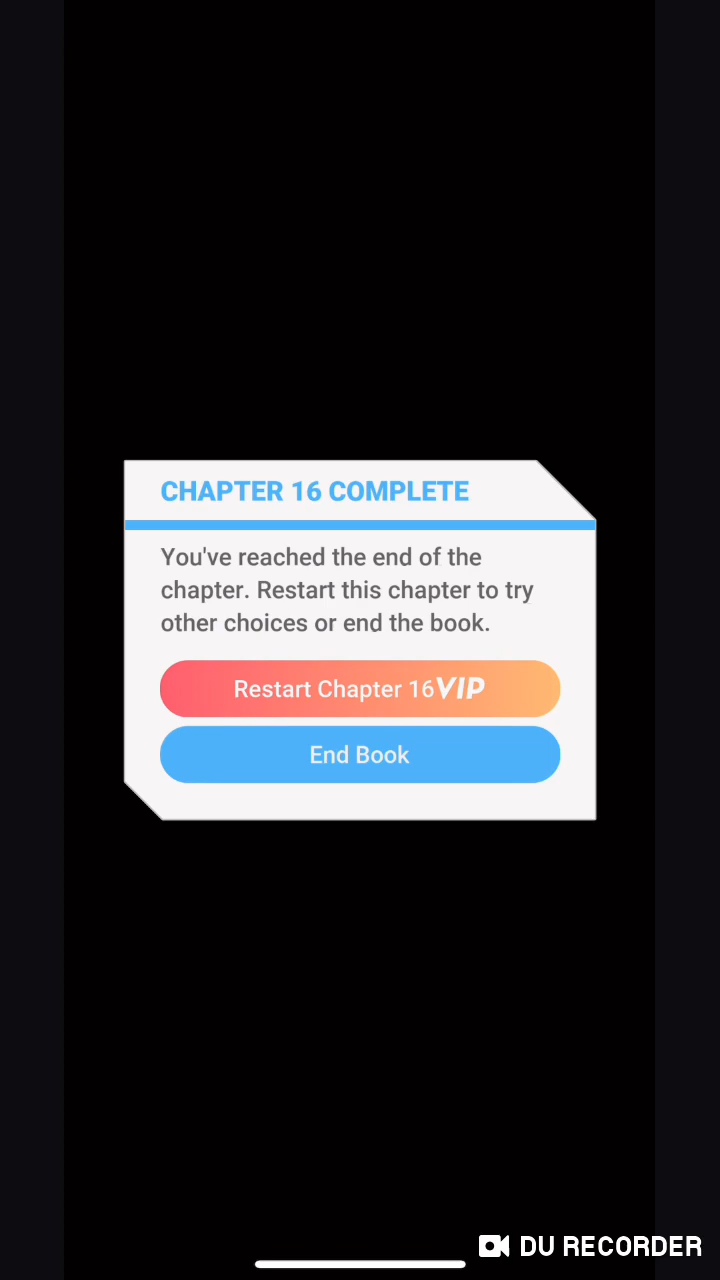 CHAPTER 16 COMPLETE
You've reached the end of the
chapter. Restart this chapter to try
other choices or end the book.
Restart Chapter 16VIP
End Book
DU RECORDER